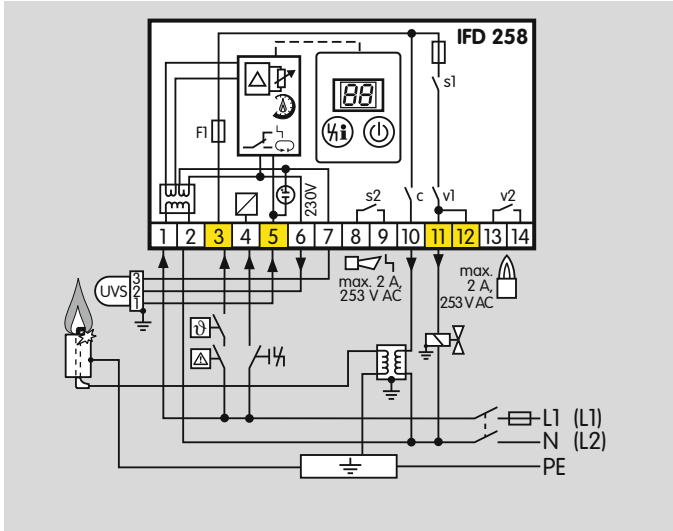 IFD 258
s1
88
F1
i
230V
s2
c
v1
v2
1 2 3 4 5 6 7 8 9 10 11 12 13 14
max. 2 A,
253 V AC
max.
2 A,
253 V AC
UVS
3
2
1
ϑ
L1 (L1)
N (L2)
PE